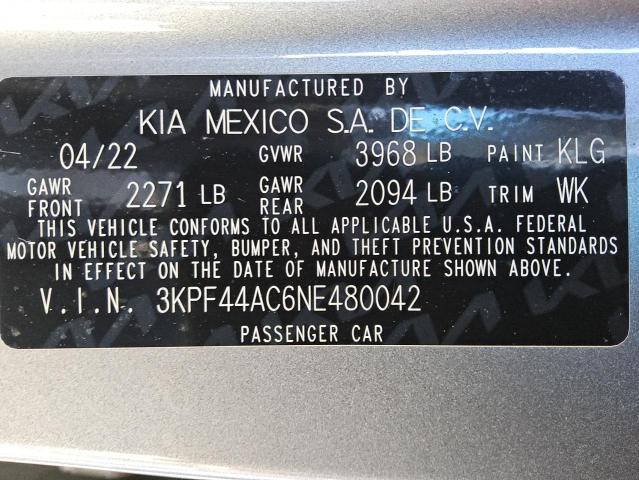 MANUFACTURED BY
KIA MEXICO S.A. DE C.V.
04/22 GVWR 3968 LB PAINT KLG
GAWR FRONT 2271 LB GAWR REAR 2094 LB TRIM WK
THIS VEHICLE CONFORMS TO ALL APPLICABLE U.S.A. FEDERAL
MOTOR VEHICLE SAFETY, BUMPER, AND THEFT PREVENTION STANDARDS
IN EFFECT ON THE DATE OF MANUFACTURE SHOWN ABOVE.
V.I.N. 3KPF44AC6NE480042
PASSENGER CAR